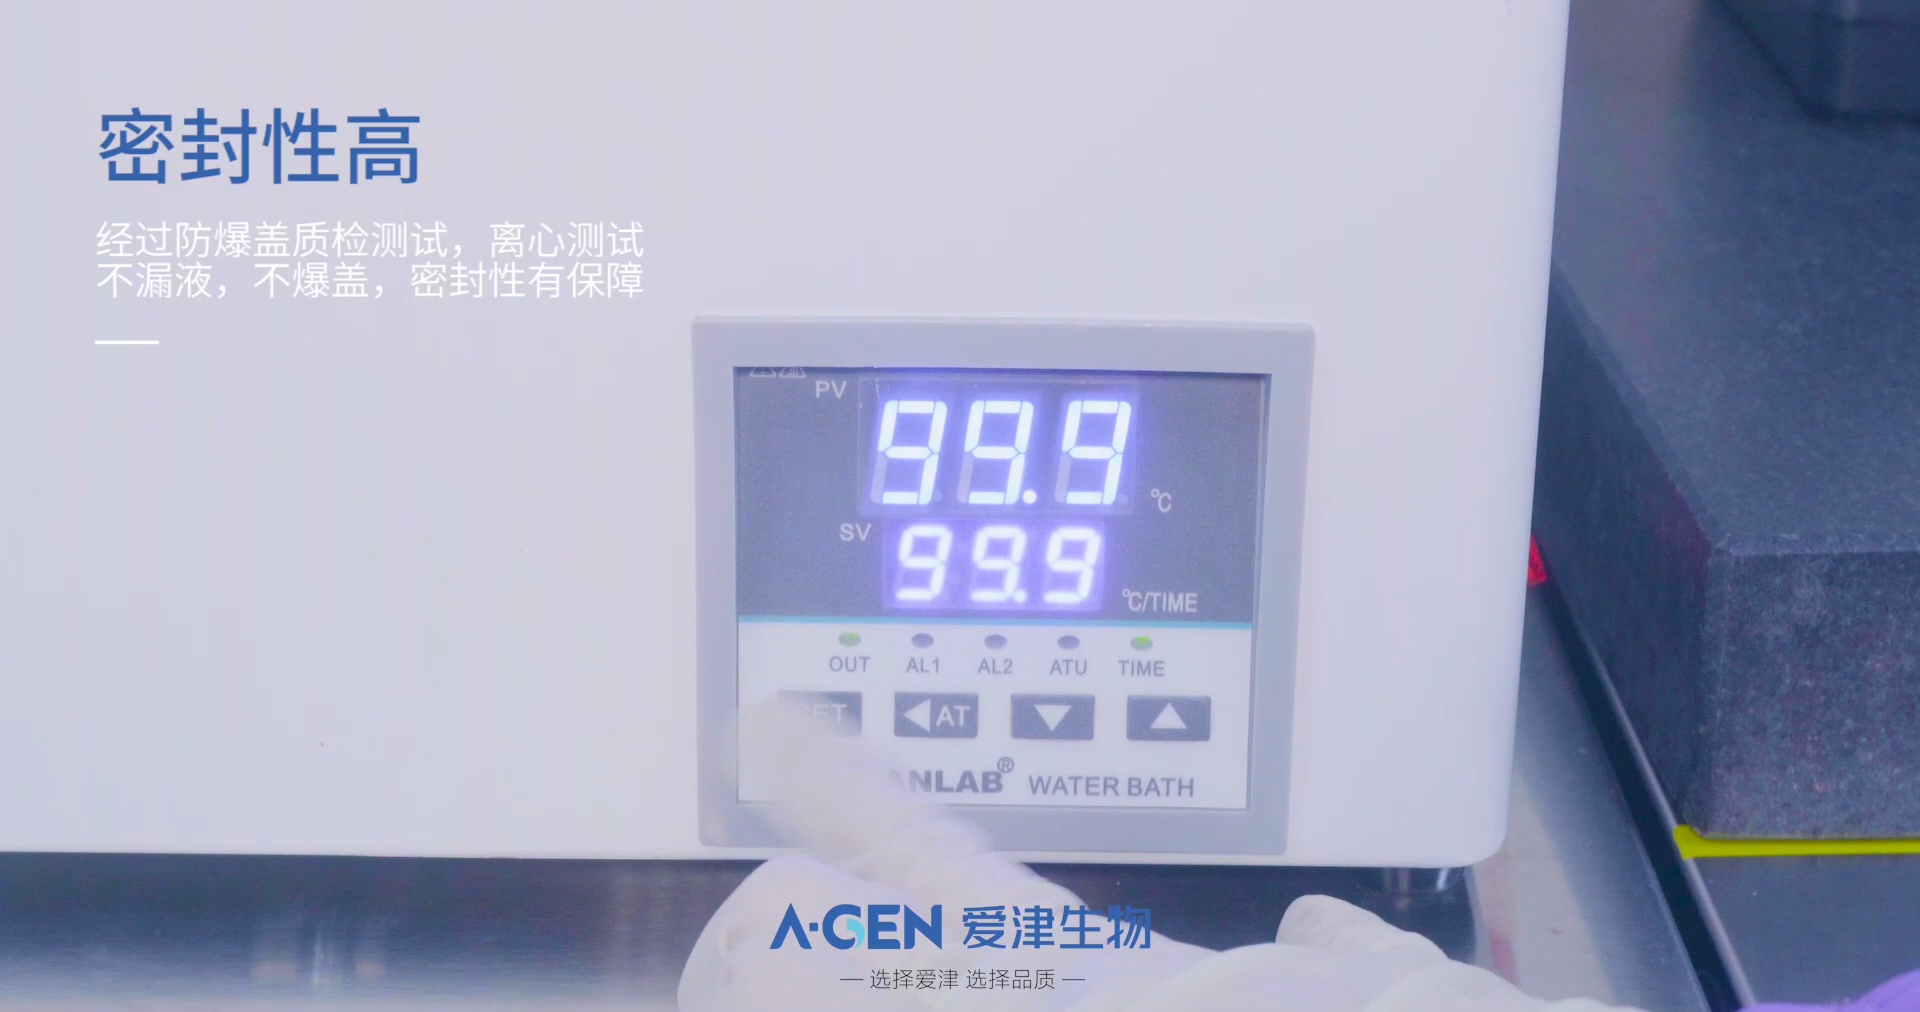 密封性高
经过防爆盖质检测试，离心测试
不漏液，不爆盖，密封性有保障
PV
99.9
℃
SV
99.9
℃/TIME
OUT AL1 AL2 ATU TIME
AT
WATER BATH
A·GEN 爱津生物
— 选择爱津 选择品质 —